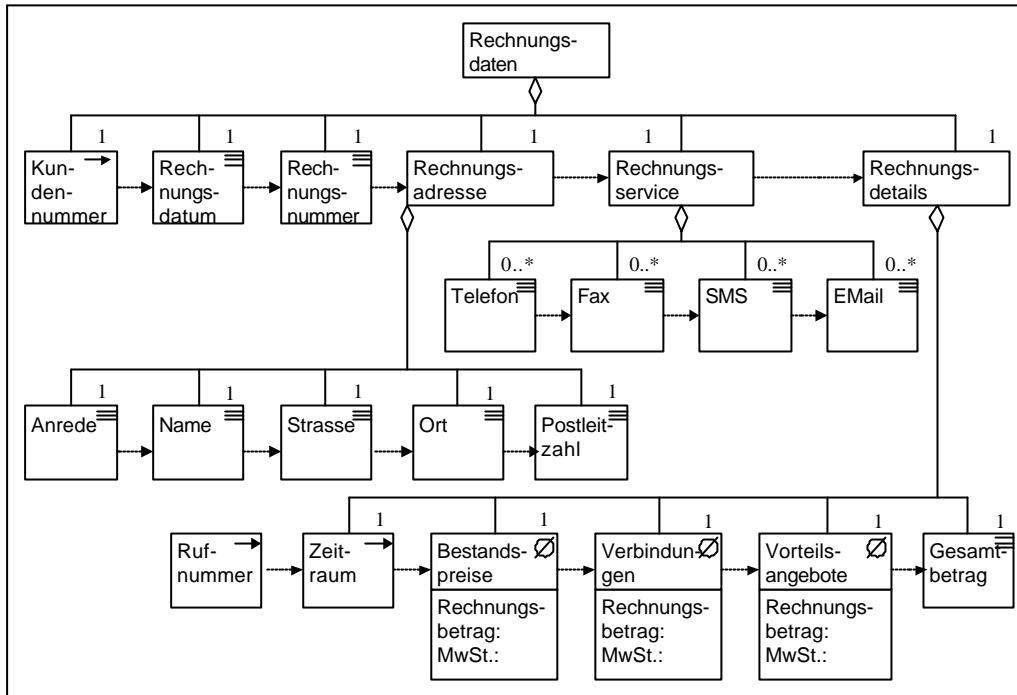 Rechnungs-
daten
1 1 1 1 1 1
Kun-
den-
nummer
Rech-
nungs-
datum
Rech-
nungs-
nummer
Rechnungs-
adresse
Rechnungs-
service
Rechnungs-
details
0..* 0..* 0..* 0..*
Telefon
Fax
SMS
EMail
1 1 1 1 1
Anrede
Name
Strasse
Ort
Postleit-
zahl
1 1 1 1 1
Ruf-
nummer
Zeit-
raum
Bestands-
preise
Rechnungs-
betrag:
MwSt.:
Verbindun-
gen
Rechnungs-
betrag:
MwSt.:
Vorteils-
angebote
Rechnungs-
betrag:
MwSt.:
Gesamt-
betrag